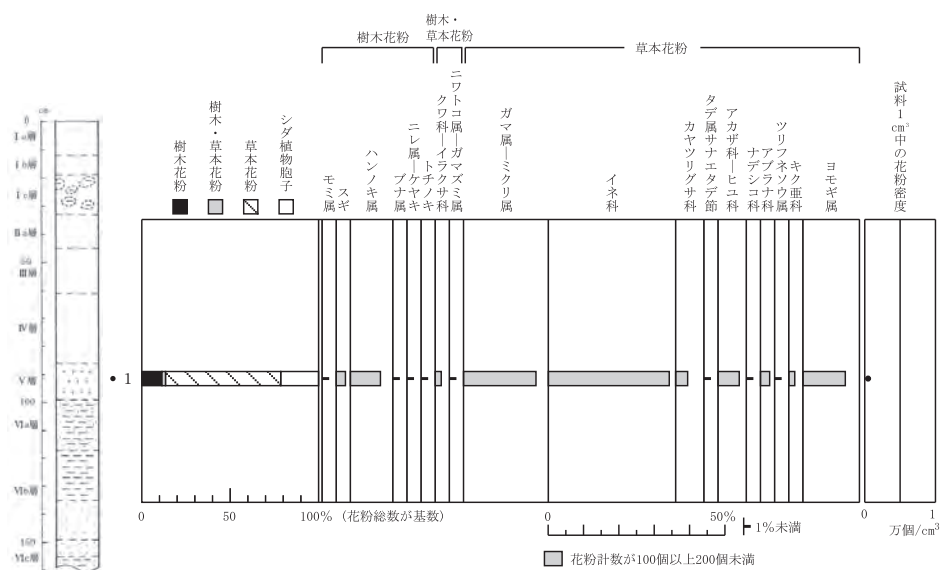 樹木花粉
樹木・
草本花粉
草本花粉
樹木花粉
樹木・草本花粉
草本花粉
シダ植物胞子
モミ属
スギ
ハンノキ属
ブナ属
ニレ属―ケヤキ
トチノキ
クワ科―イラクサ科
ニワトコ属―ガマズミ属
ガマ属―ミクリ属
イネ科
カヤツリグサ科
タデ属サナエタデ節
アカザ科―ヒユ科
ナデシコ科
アブラナ科
ツリフネソウ属
キク亜科
ヨモギ属
試料1cm³中の花粉密度
cm
0
Ⅰa層
Ⅰb層
Ⅰc層
Ⅱa層
50
Ⅲ層
Ⅳ層
Ⅴ層
100
Ⅵa層
Ⅵb層
150
Ⅵc層
1
0
50
100% (花粉総数が基数)
0
50%
1%未満
0
1
万個/cm³
花粉計数が100個以上200個未満